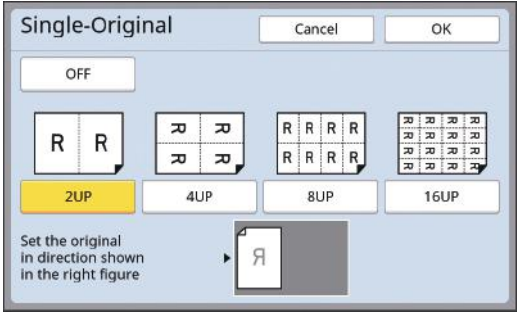 Single-Original
Cancel
OK
OFF
R R
R R
R R
R R R R
R R R R
R R R R
R R R R
R R R R
R R R R
2UP
4UP
8UP
16UP
Set the original
in direction shown
in the right figure
R